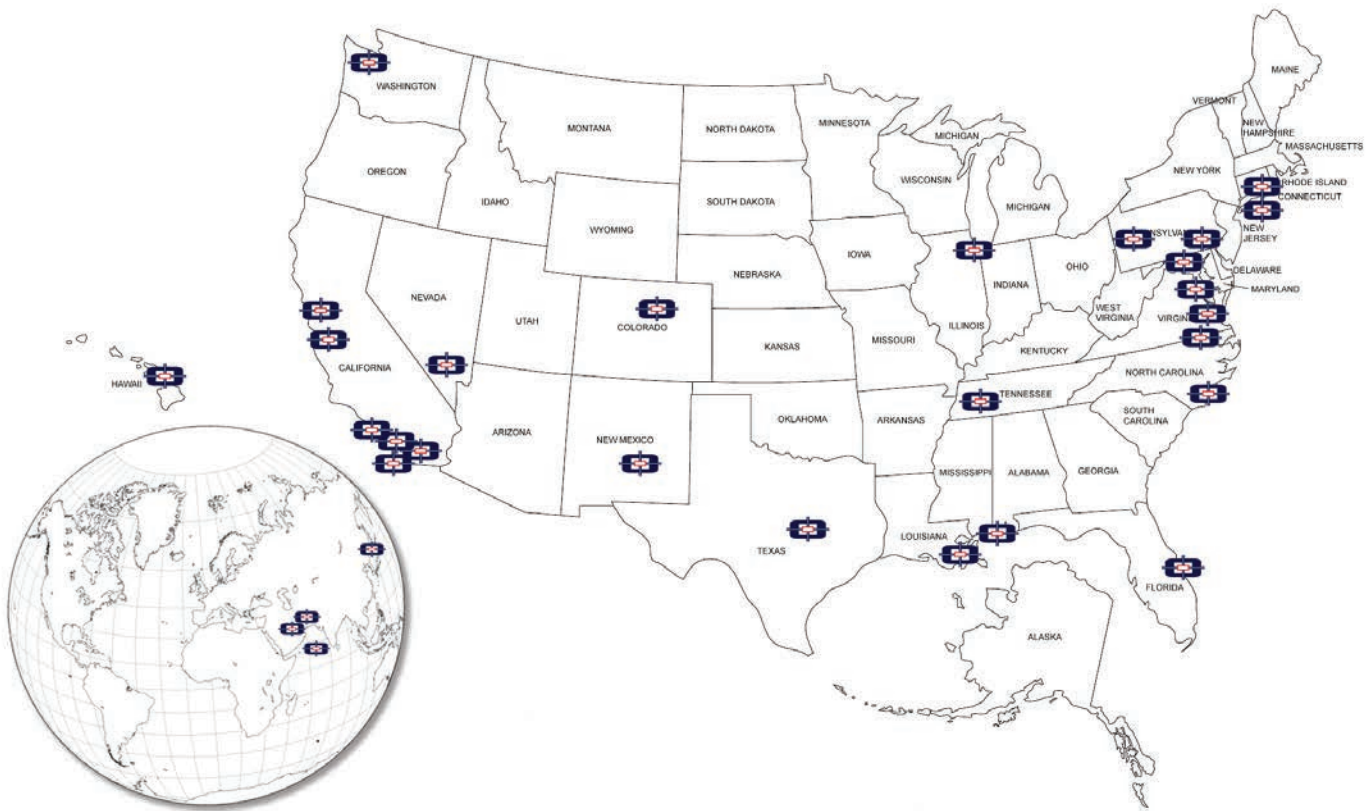 MAINE
WASHINGTON
VERMONT
MONTANA
NORTH DAKOTA
MINNESOTA
MICHIGAN
NEW
HAMPSHIRE
MASSACHUSETTS
OREGON
WISCONSIN
NEW YORK
RHODE ISLAND
CONNECTICUT
IDAHO
SOUTH DAKOTA
MICHIGAN
WYOMING
NEW
JERSEY
NSYLVAN
IOWA
OHIO
NEBRASKA
DELAWARE
MARYLAND
NEVADA
INDIANA
WEST
VIRGINIA
VIRGIN
UTAH
COLORADO
ILLINOIS
MISSOURI
KANSAS
KENTUCKY
CALIFORNIA
NORTH CAROLINA
HAWAII
TENNESSEE
SOUTH
CAROLINA
OKLAHOMA
ARKANSAS
ARIZONA
NEW MEXICO
MISSISSIPPI
ALABAMA
GEORGIA
LOUISIANA
TEXAS
FLORIDA
ALASKA